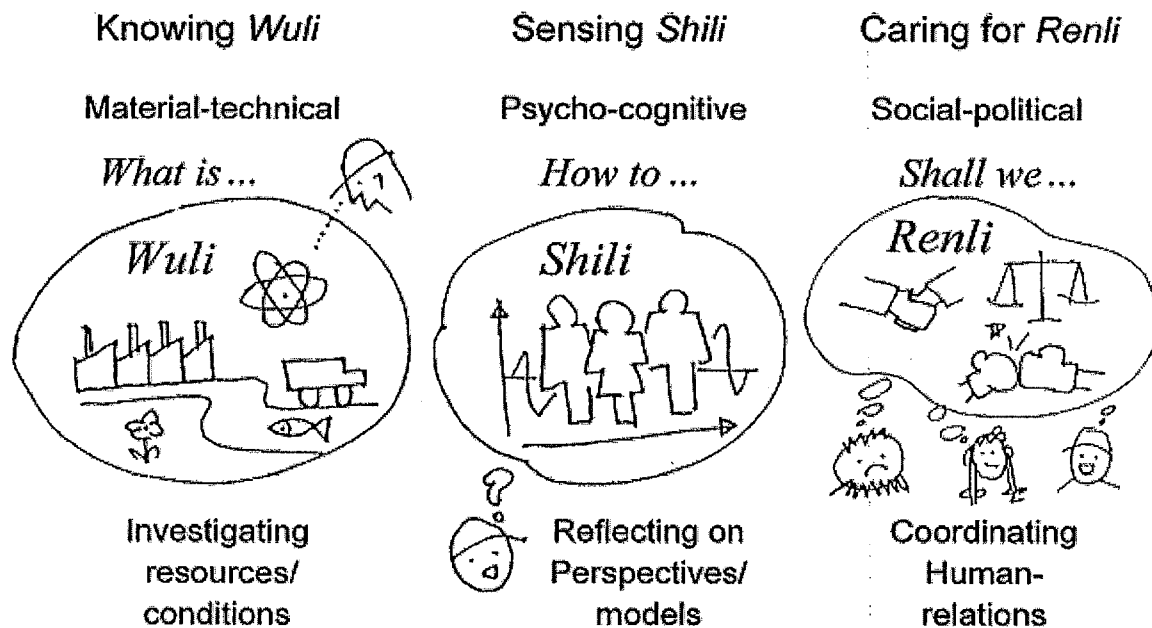 Knowing Wuli
Material-technical
What is ...
Wuli
Investigating
resources/
conditions
Sensing Shili
Psycho-cognitive
How to ...
Shili
Reflecting on
Perspectives/
models
Caring for Renli
Social-political
Shall we ...
Renli
Coordinating
Human-
relations